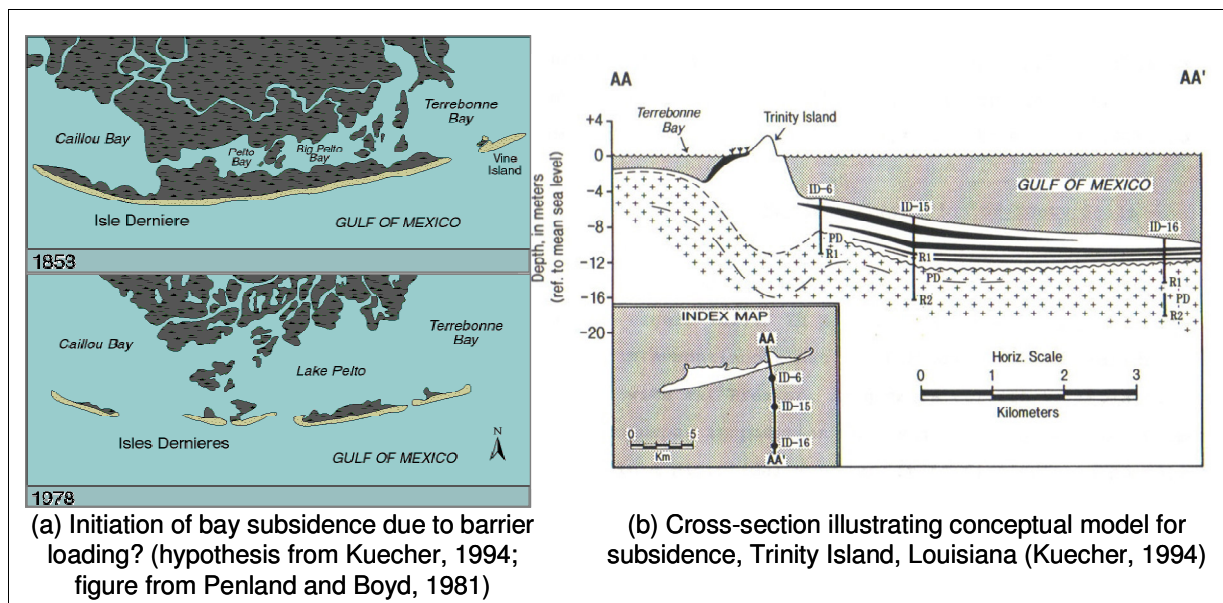 Caillou Bay
Terrebonne
Bay
Pelto
Bay
Big Pelto
Bay
Vine
Island
Isle Derniere
GULF OF MEXICO
1853
Caillou Bay
Terrebonne
Bay
Lake Pelto
Isles Dernieres
N
GULF OF MEXICO
1978
(a) Initiation of bay subsidence due to barrier
loading? (hypothesis from Kuecher, 1994;
figure from Penland and Boyd, 1981)
AA
AA'
Terrebonne
Bay
Trinity Island
+4
0
-4
-8
-12
-16
-20
Depth, in meters
(ref. to mean sea level)
ID-6
ID-15
GULF OF MEXICO
ID-16
PD
R1
R1
PD
R2
R1
PD
R2
INDEX MAP
AA
ID-6
ID-15
ID-16
AA'
0 5
Km
Horiz. Scale
0 1 2 3
Kilometers
(b) Cross-section illustrating conceptual model for
subsidence, Trinity Island, Louisiana (Kuecher, 1994)